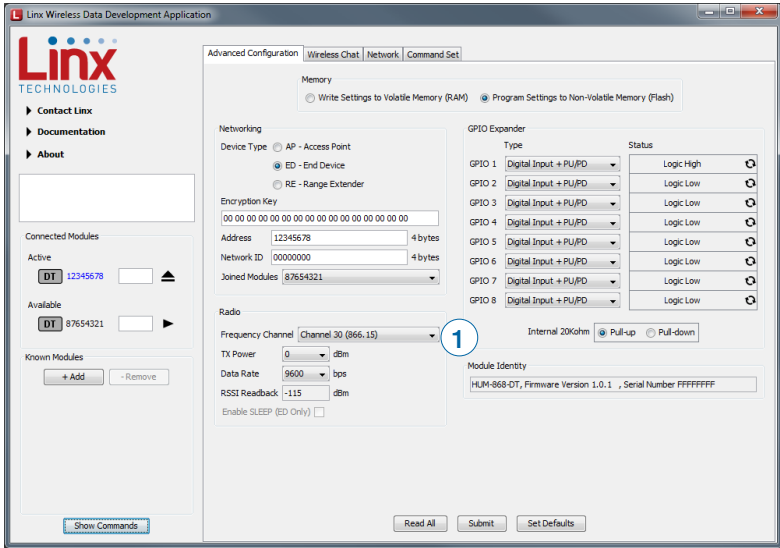 Linx Wireless Data Development Application
Linx
TECHNOLOGIES
Contact Linx
Documentation
About
Connected Modules
Active
DT 12345678
Available
DT 87654321
Known Modules
+ Add - Remove
Show Commands
Advanced Configuration Wireless Chat Network Command Set
Memory
Write Settings to Volatile Memory (RAM) Program Settings to Non-Volatile Memory (Flash)
Networking
Device Type AP - Access Point
ED - End Device
RE - Range Extender
Encryption Key
00 00 00 00 00 00 00 00 00 00 00 00 00 00 00 00
Address 12345678 4 bytes
Network ID 00000000 4 bytes
Joined Modules 87654321
Radio
Frequency Channel Channel 30 (866.15)
1
TX Power 0 dBm
Data Rate 9600 bps
RSSI Readback -115 dBm
Enable SLEEP (ED Only)
GPIO Expander
Type Status
GPIO 1 Digital Input + PU/PD Logic High
GPIO 2 Digital Input + PU/PD Logic Low
GPIO 3 Digital Input + PU/PD Logic Low
GPIO 4 Digital Input + PU/PD Logic Low
GPIO 5 Digital Input + PU/PD Logic Low
GPIO 6 Digital Input + PU/PD Logic Low
GPIO 7 Digital Input + PU/PD Logic Low
GPIO 8 Digital Input + PU/PD Logic Low
Internal 20Kohm Pull-up Pull-down
Module Identity
HUM-868-DT, Firmware Version 1.0.1 , Serial Number FFFFFFFF
Read All Submit Set Defaults